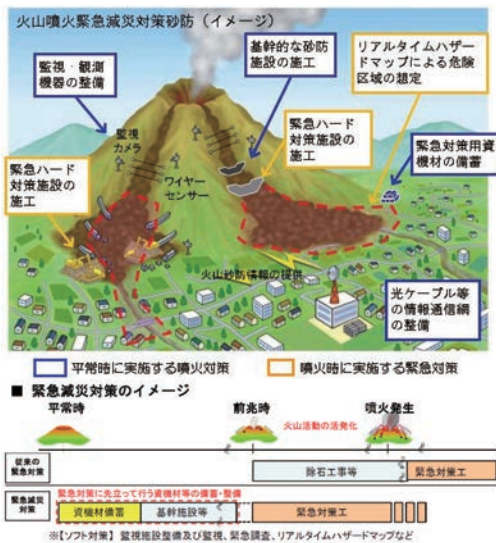 火山噴火緊急減災対策砂防（イメージ）
監視・観測
機器の整備
基幹的な砂防
施設の施工
リアルタイムハザー
ドマップによる危険
区域の想定
監視
カメラ
緊急ハード
対策施設の
施工
緊急対策用資
機材の備蓄
緊急ハード
対策施設の
施工
ワイヤー
センサー
火山砂防情報の提供
光ケーブル等
の情報通信網
の整備
平常時に実施する噴火対策
噴火時に実施する緊急対策
■ 緊急減災対策のイメージ
平常時
前兆時
火山活動の活発化
噴火発生
従来の
緊急対策
除石工事等
緊急対策工
緊急減災
対策
緊急対策に先立って行う資機材等の備蓄・整備
資機材備蓄
基幹施設等
緊急対策工
※【ソフト対策】 監視施設整備及び監視、緊急調査、リアルタイムハザードマップなど